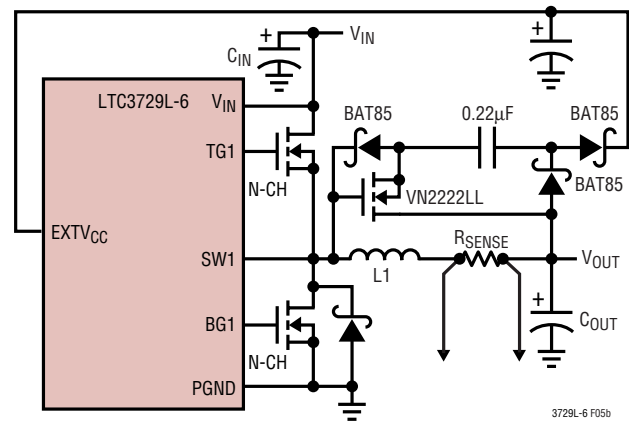 +
C_IN
V_IN
+
LTC3729L-6
V_IN
TG1
N-CH
BAT85
0.22µF
BAT85
BAT85
VN2222LL
EXTV_CC
SW1
L1
R_SENSE
V_OUT
BG1
N-CH
+
C_OUT
PGND
3729L-6 F05b